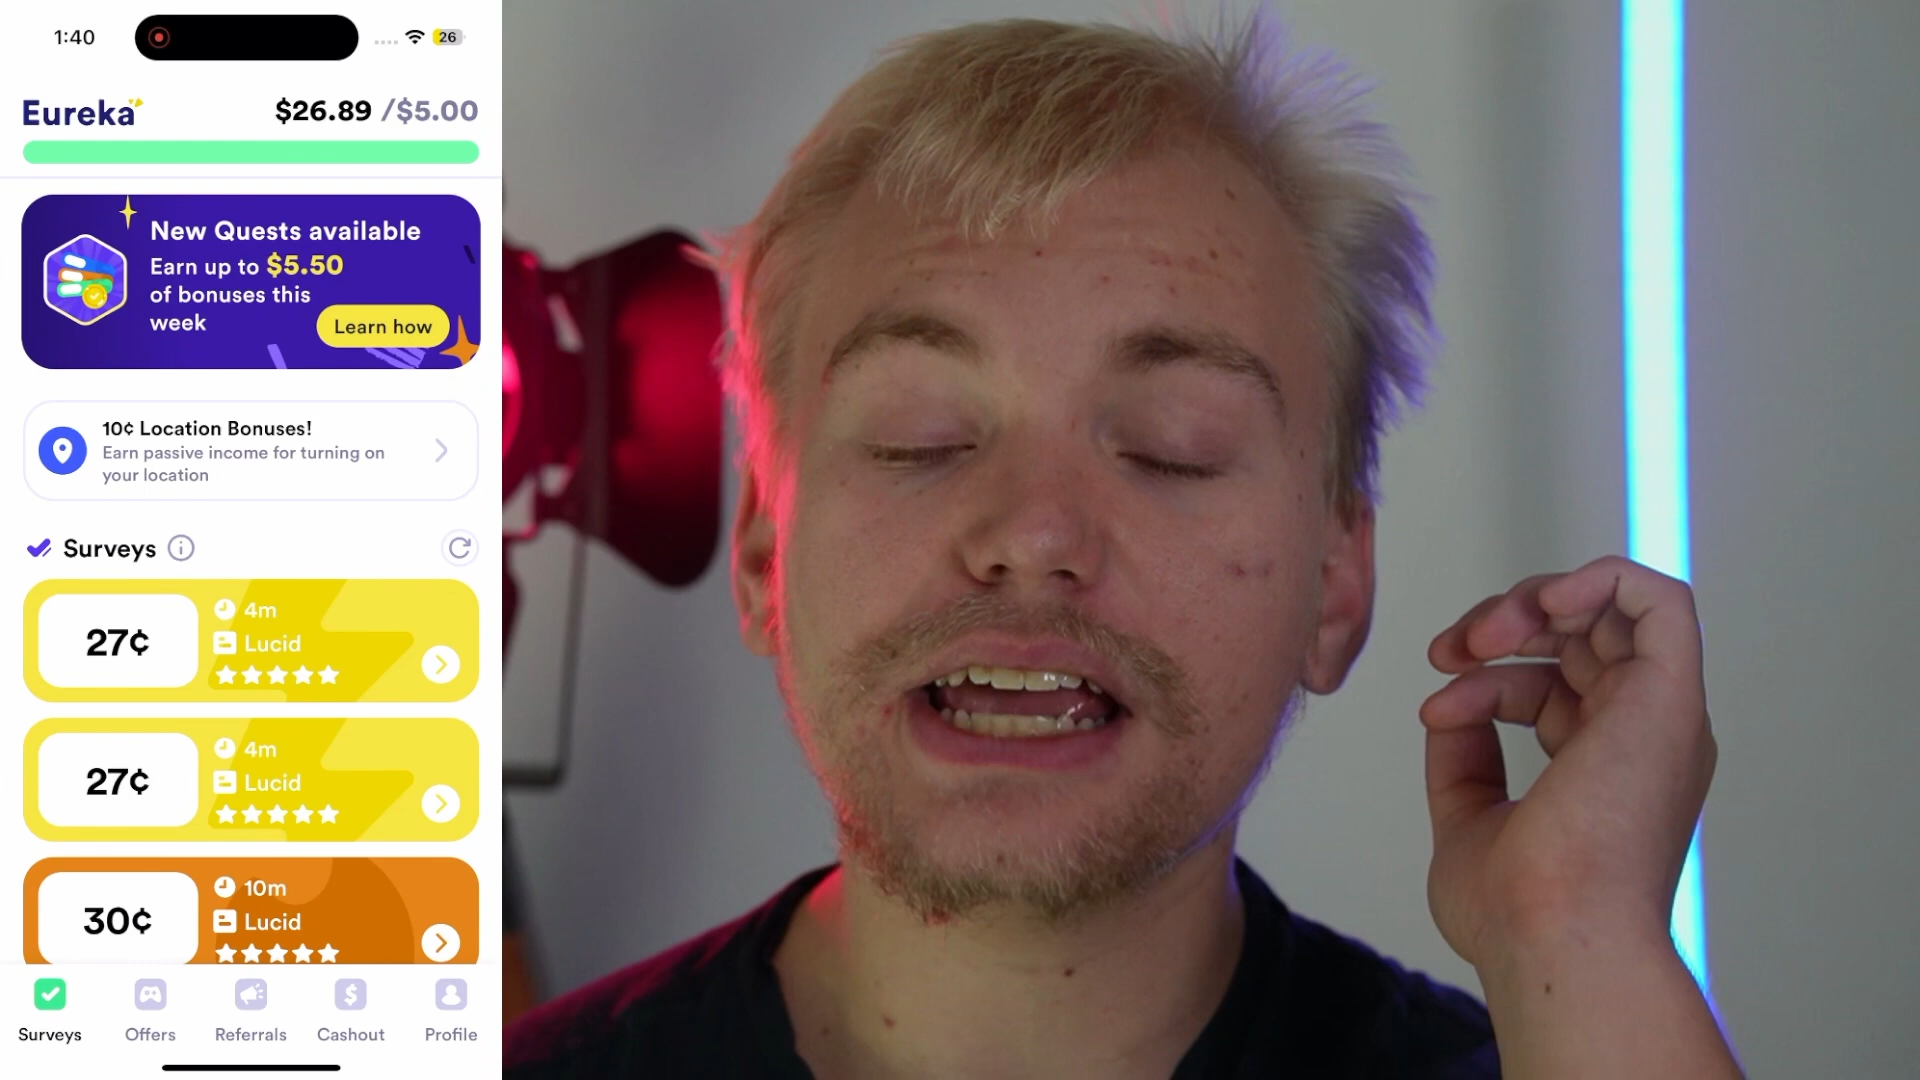 1:40
26
Eureka
$26.89 /$5.00
New Quests available
Earn up to $5.50
of bonuses this
week
Learn how
10¢ Location Bonuses!
Earn passive income for turning on
your location
Surveys
27¢
4m
Lucid
27¢
4m
Lucid
30¢
10m
Lucid
Surveys
Offers
Referrals
Cashout
Profile